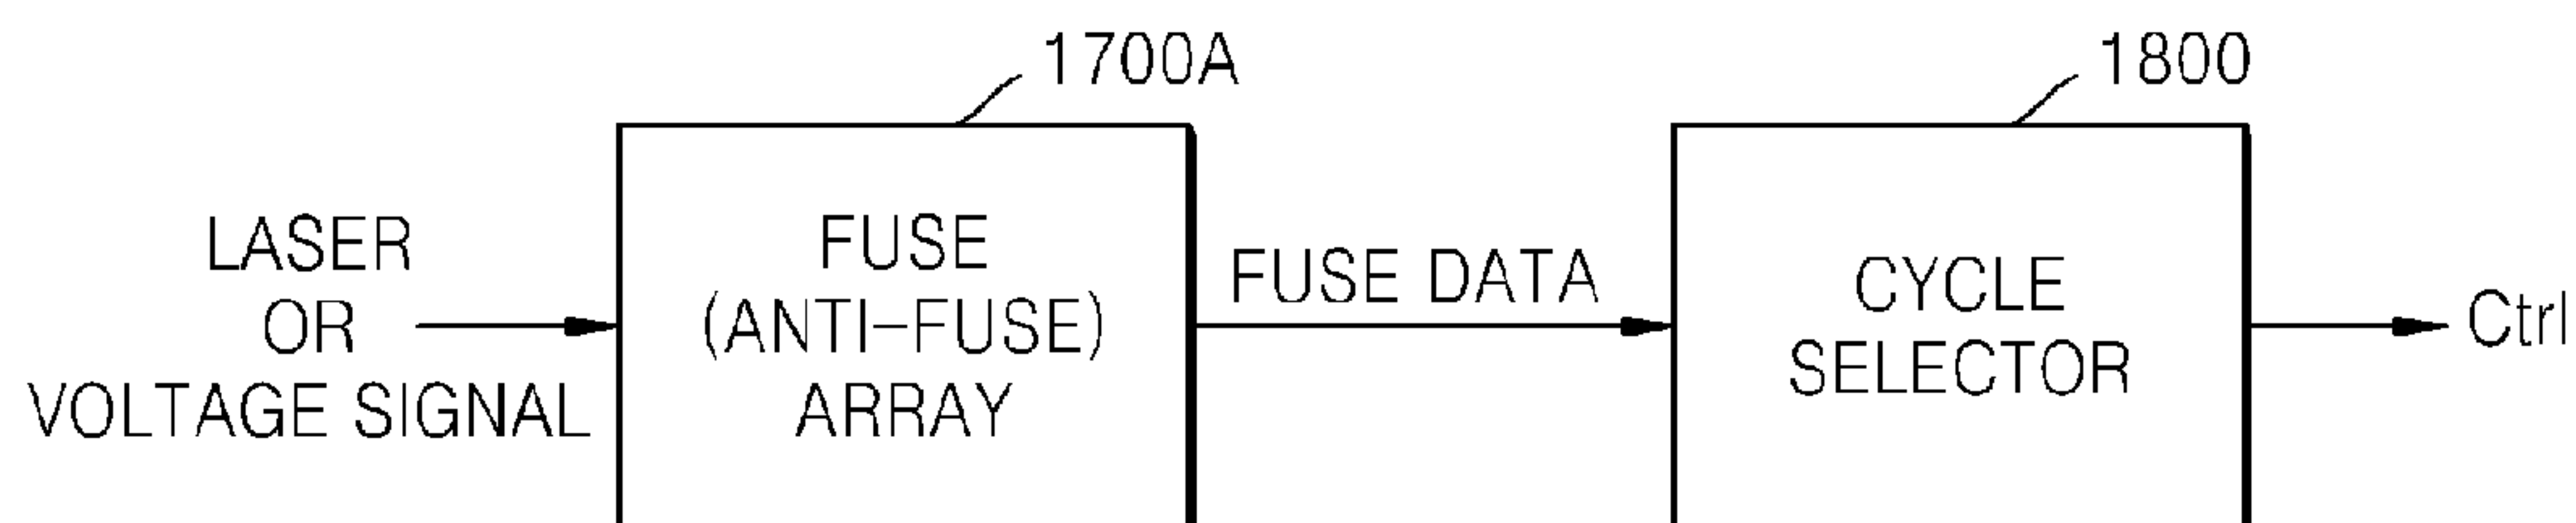 1700A
1800
LASER
OR
VOLTAGE SIGNAL
FUSE
(ANTI-FUSE)
ARRAY
FUSE DATA
CYCLE
SELECTOR
Ctrl